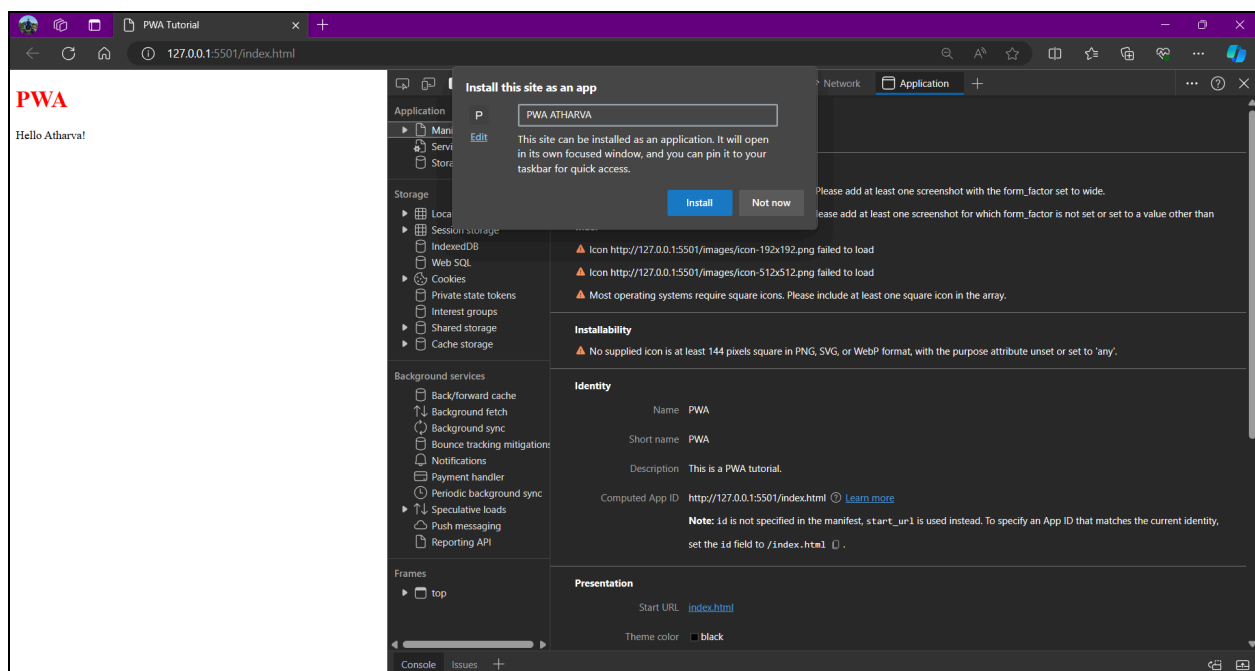 PWA Tutorial
127.0.0.1:5501/index.html
PWA
Hello Atharva!
Install this site as an app
P
PWA ATHARVA
Edit
This site can be installed as an application. It will open
in its own focused window, and you can pin it to your
taskbar for quick access.
Install
Not now
Network
Application
Application
Mani
Servi
Stora
Storage
Loca
Session storage
IndexedDB
Web SQL
Cookies
Private state tokens
Interest groups
Shared storage
Cache storage
Background services
Back/forward cache
Background fetch
Background sync
Bounce tracking mitigations
Notifications
Payment handler
Periodic background sync
Speculative loads
Push messaging
Reporting API
Frames
top
Please add at least one screenshot with the form_factor set to wide.
lease add at least one screenshot for which form_factor is not set or set to a value other than
Icon http://127.0.0.1:5501/images/icon-192x192.png failed to load
Icon http://127.0.0.1:5501/images/icon-512x512.png failed to load
Most operating systems require square icons. Please include at least one square icon in the array.
Installability
No supplied icon is at least 144 pixels square in PNG, SVG, or WebP format, with the purpose attribute unset or set to 'any'.
Identity
Name PWA
Short name PWA
Description This is a PWA tutorial.
Computed App ID http://127.0.0.1:5501/index.html Learn more
Note: id is not specified in the manifest, start_url is used instead. To specify an App ID that matches the current identity,
set the id field to /index.html .
Presentation
Start URL index.html
Theme color black
Console Issues